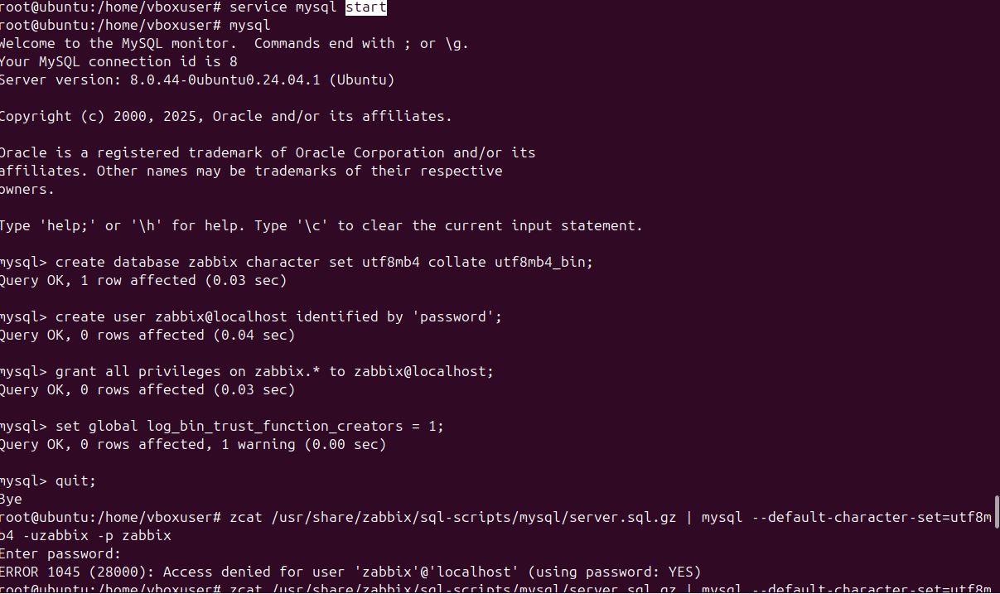 root@ubuntu:/home/vboxuser# service mysql start
root@ubuntu:/home/vboxuser# mysql
Welcome to the MySQL monitor.  Commands end with ; or \g.
Your MySQL connection id is 8
Server version: 8.0.44-0ubuntu0.24.04.1 (Ubuntu)
Copyright (c) 2000, 2025, Oracle and/or its affiliates.
Oracle is a registered trademark of Oracle Corporation and/or its
affiliates. Other names may be trademarks of their respective
owners.
Type 'help;' or '\h' for help. Type '\c' to clear the current input statement.
mysql> create database zabbix character set utf8mb4 collate utf8mb4_bin;
Query OK, 1 row affected (0.03 sec)
mysql> create user zabbix@localhost identified by 'password';
Query OK, 0 rows affected (0.04 sec)
mysql> grant all privileges on zabbix.* to zabbix@localhost;
Query OK, 0 rows affected (0.03 sec)
mysql> set global log_bin_trust_function_creators = 1;
Query OK, 0 rows affected, 1 warning (0.00 sec)
mysql> quit;
Bye
root@ubuntu:/home/vboxuser# zcat /usr/share/zabbix/sql-scripts/mysql/server.sql.gz | mysql --default-character-set=utf8m
b4 -uzabbix -p zabbix
Enter password:
ERROR 1045 (28000): Access denied for user 'zabbix'@'localhost' (using password: YES)
root@ubuntu:/home/vboxuser# zcat /usr/share/zabbix/sql-scripts/mysql/server.sql.gz | mysql --default-character-set=utf8m